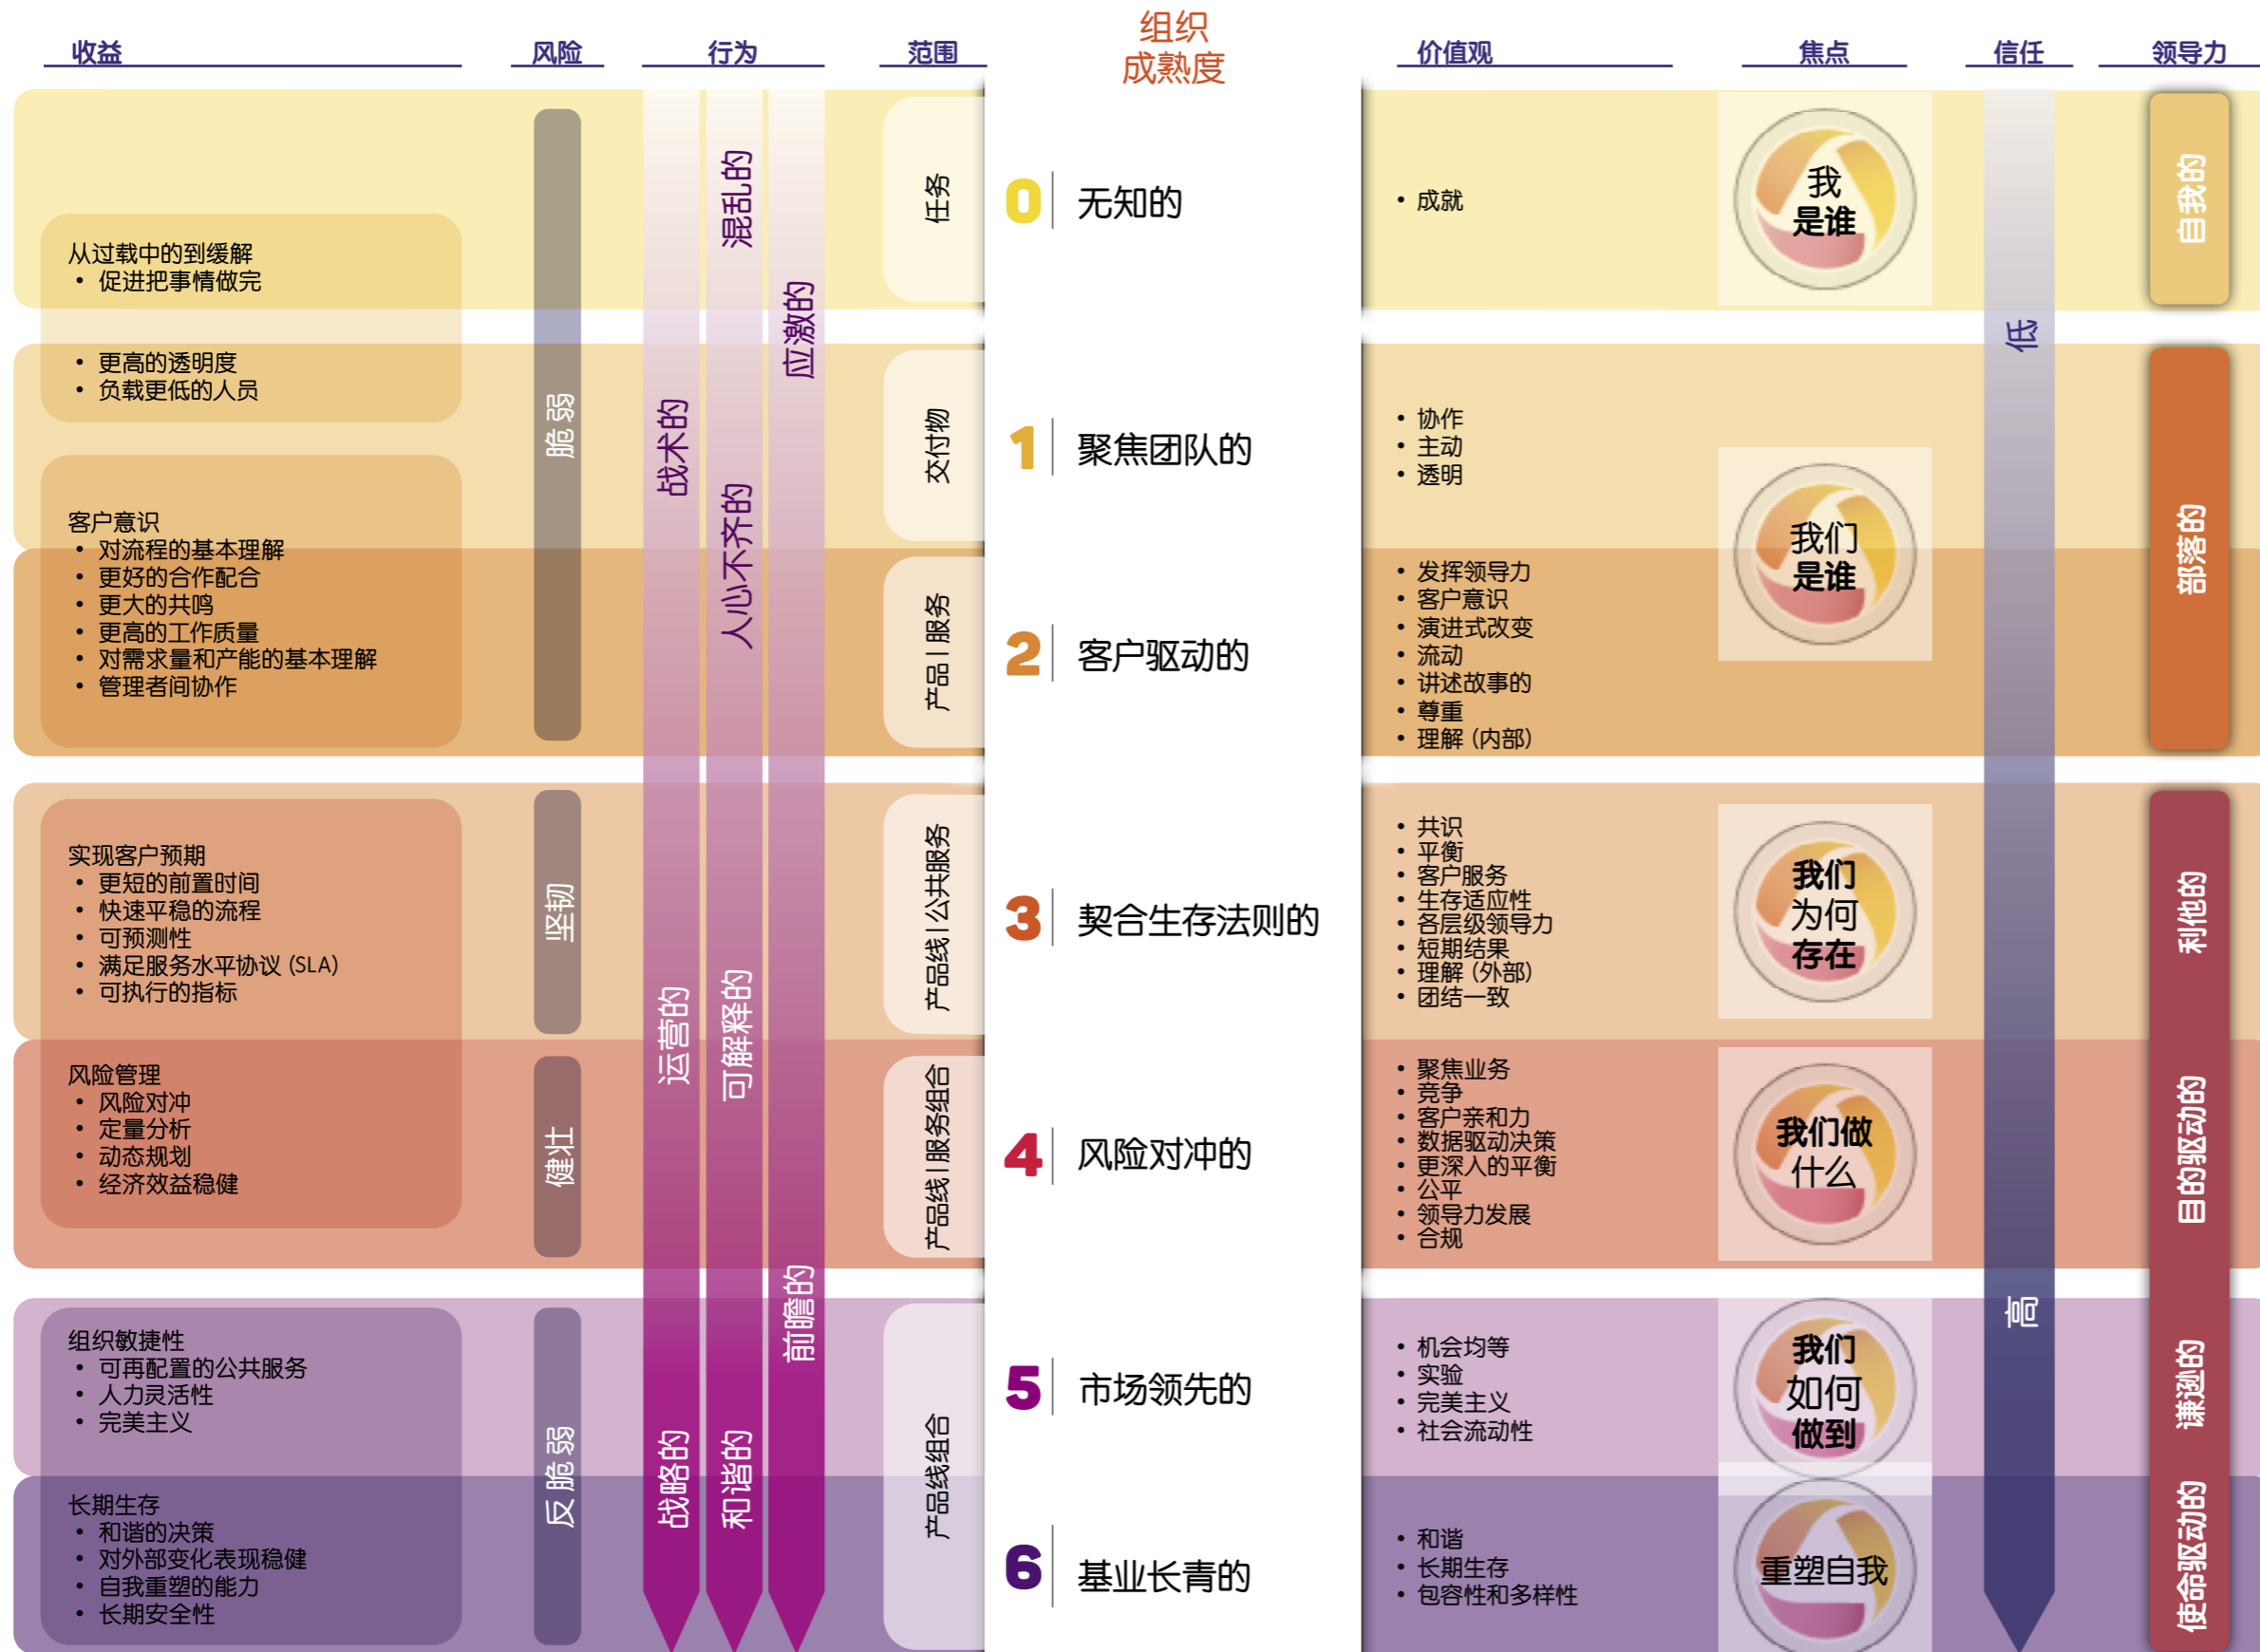 组织
成熟度
收益
风险
行为
范围
价值观
焦点
信任
领导力
从过载中的到缓解
• 促进把事情做完
• 更高的透明度
• 负载更低的人员
客户意识
• 对流程的基本理解
• 更好的合作配合
• 更大的共鸣
• 更高的工作质量
• 对需求量和产能的基本理解
• 管理者间协作
实现客户预期
• 更短的前置时间
• 快速平稳的流程
• 可预测性
• 满足服务水平协议 (SLA)
• 可执行的指标
风险管理
• 风险对冲
• 定量分析
• 动态规划
• 经济效益稳健
组织敏捷性
• 可再配置的公共服务
• 人力灵活性
• 完美主义
长期生存
• 和谐的决策
• 对外部变化表现稳健
• 自我重塑的能力
• 长期安全性
脆弱
坚韧
健壮
反脆弱
战术的
运营的
战略的
混乱的
人心不齐的
可解释的
和谐的
应激的
前瞻的
任务
交付物
产品 | 服务
产品线 | 公共服务
产品线 | 服务组合
产品线组合
0 无知的
1 聚焦团队的
2 客户驱动的
3 契合生存法则的
4 风险对冲的
5 市场领先的
6 基业长青的
• 成就
• 协作
• 主动
• 透明
• 发挥领导力
• 客户意识
• 演进式改变
• 流动
• 讲述故事的
• 尊重
• 理解 (内部)
• 共识
• 平衡
• 客户服务
• 生存适应性
• 各层级领导力
• 短期结果
• 理解 (外部)
• 团结一致
• 聚焦业务
• 竞争
• 客户亲和力
• 数据驱动决策
• 更深入的平衡
• 公平
• 领导力发展
• 合规
• 机会均等
• 实验
• 完美主义
• 社会流动性
• 和谐
• 长期生存
• 包容性和多样性
我
是谁
我们
是谁
我们
为何
存在
我们做
什么
我们
如何
做到
重塑自我
低
高
自我的
部落的
利他的
目的驱动的
谦逊的
使命驱动的